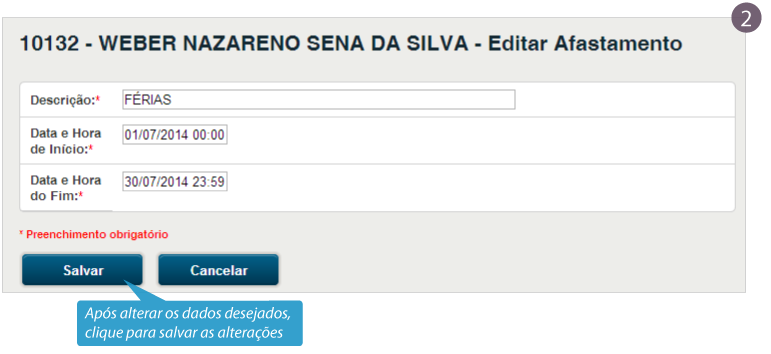 2
10132 - WEBER NAZARENO SENA DA SILVA - Editar Afastamento
Descrição:* FÉRIAS
Data e Hora
de Início:* 01/07/2014 00:00
Data e Hora
do Fim:* 30/07/2014 23:59
* Preenchimento obrigatório
Salvar Cancelar
Após alterar os dados desejados,
clique para salvar as alterações